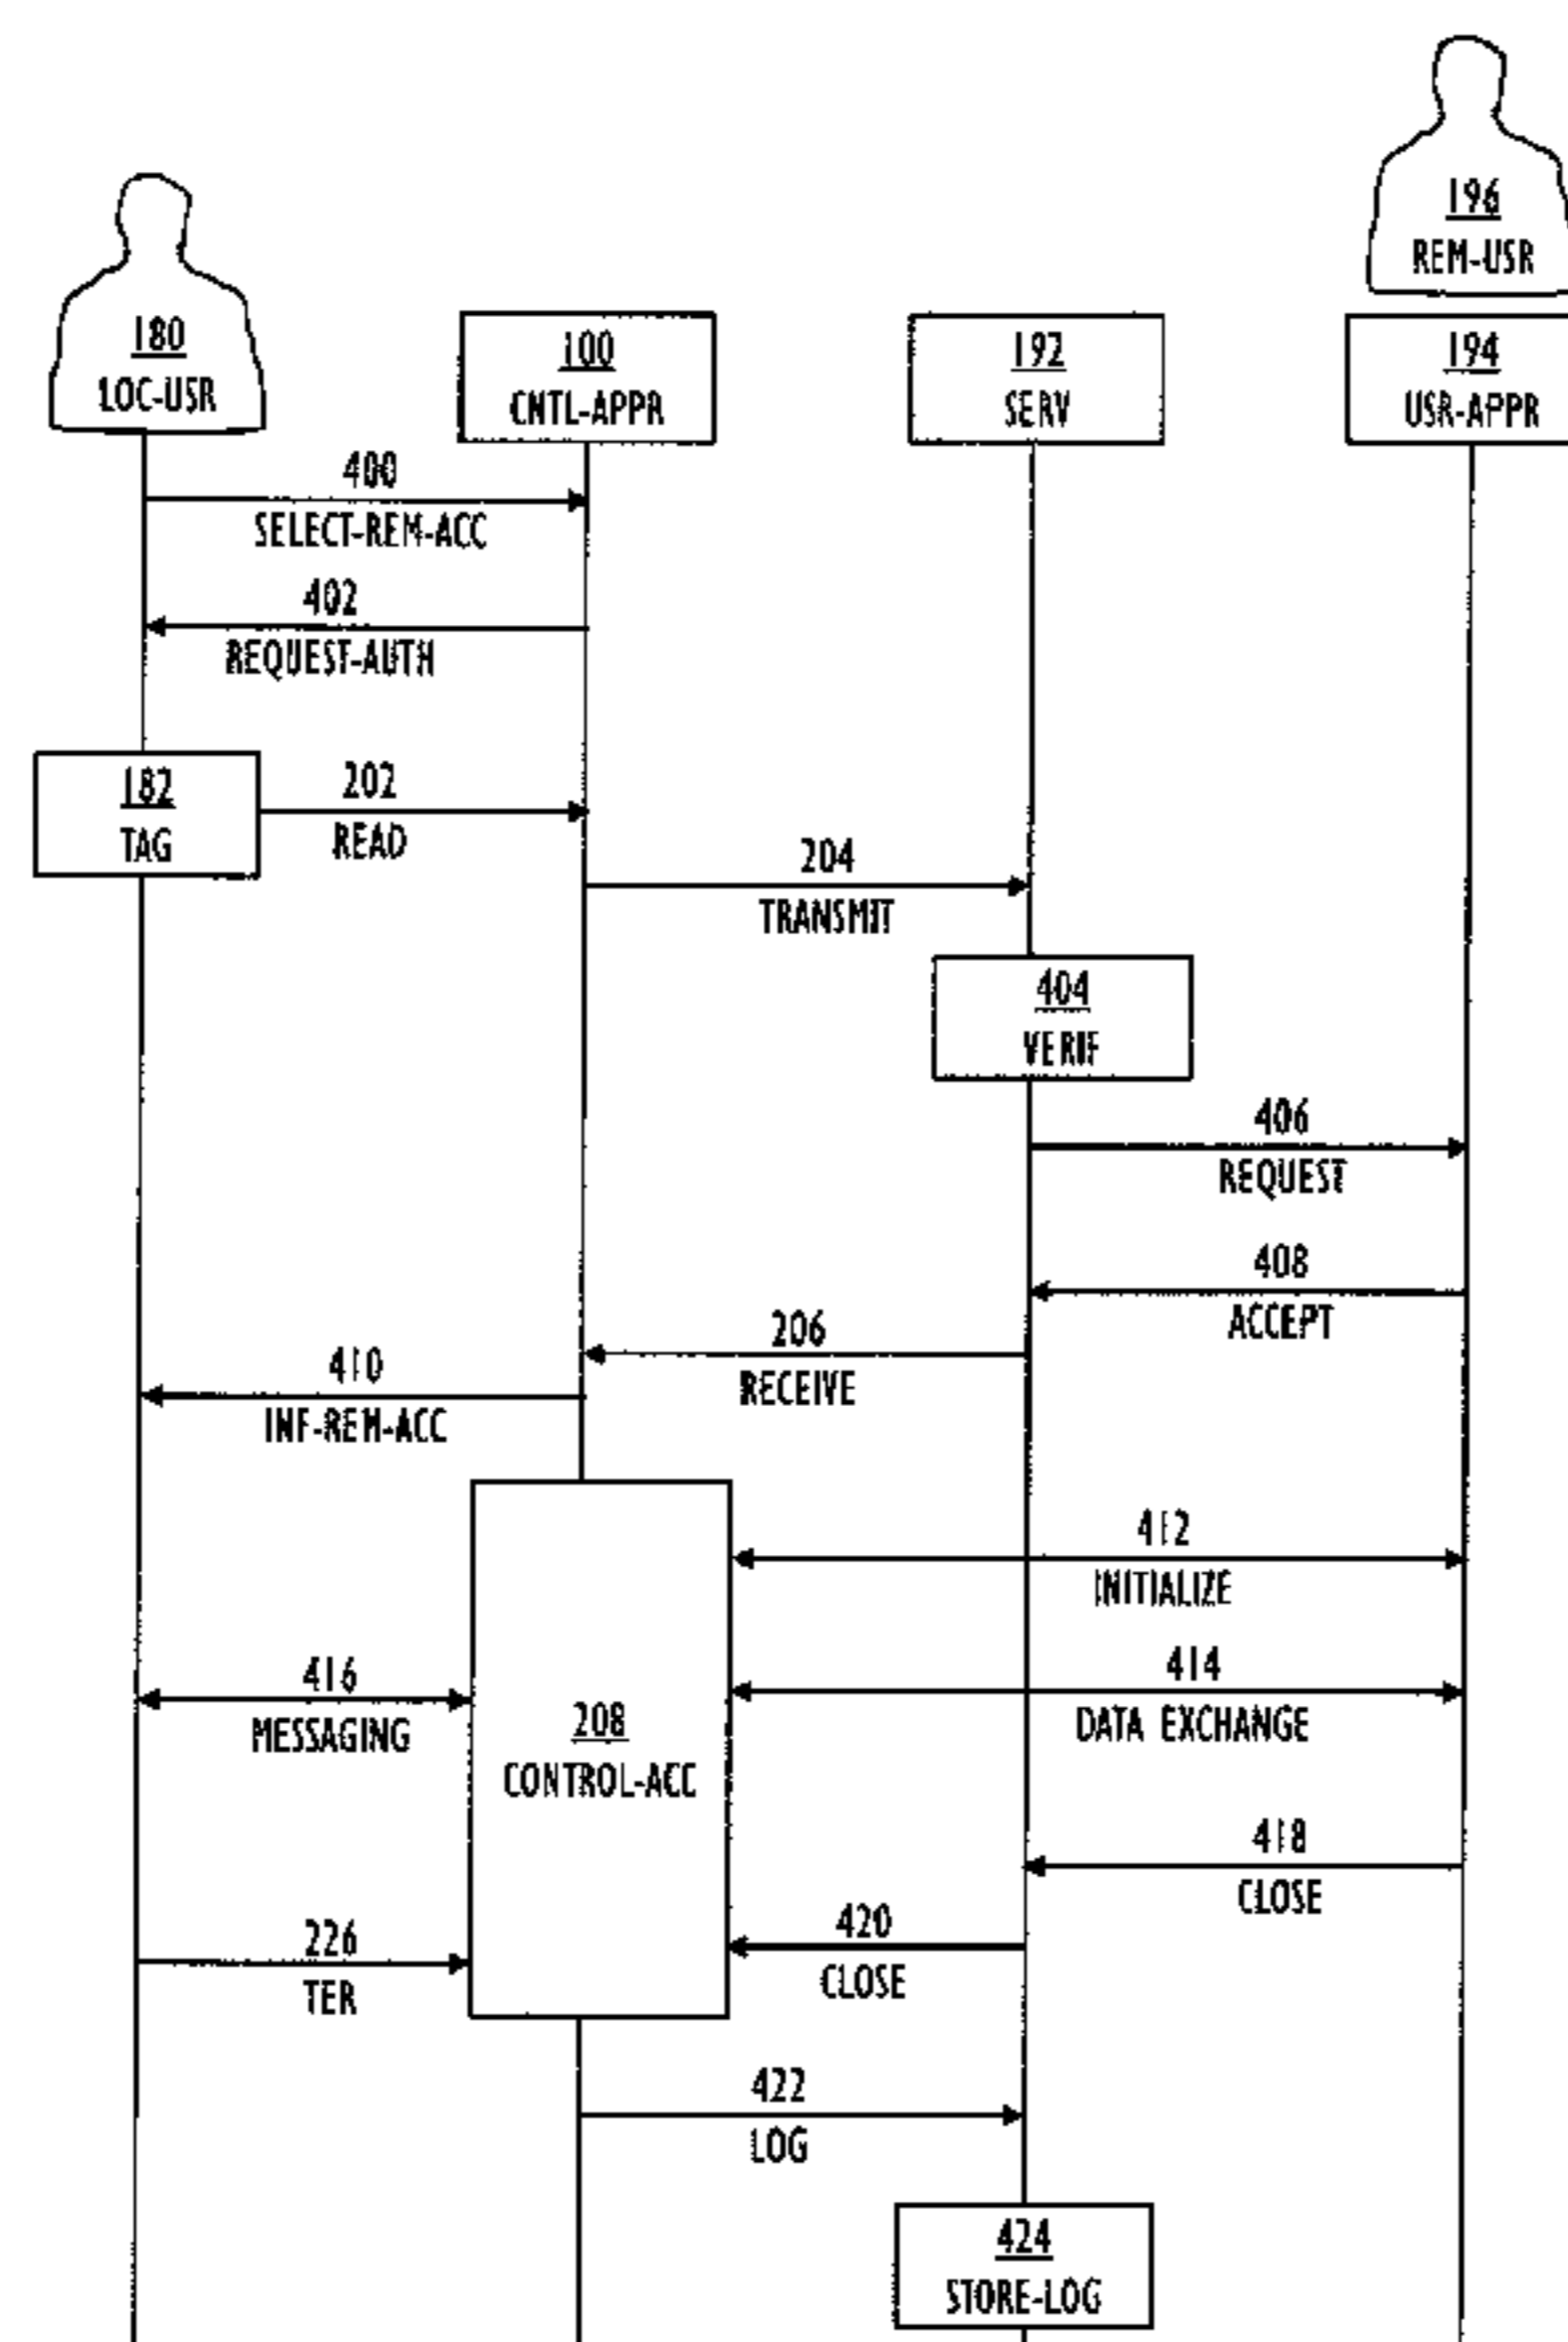 196
REM-USR
180
LOC-USR
100
CNTL-APPR
192
SERV
194
USR-APPR
400
SELECT-REM-ACC
402
REQUEST-AUTH
182
TAG
202
READ
204
TRANSMIT
404
VERIF
406
REQUEST
408
ACCEPT
206
RECEIVE
410
INF-REM-ACC
412
INITIALIZE
416
MESSAGING
414
DATA EXCHANGE
208
CONTROL-ACC
418
CLOSE
420
CLOSE
226
TER
422
LOG
424
STORE-LOG